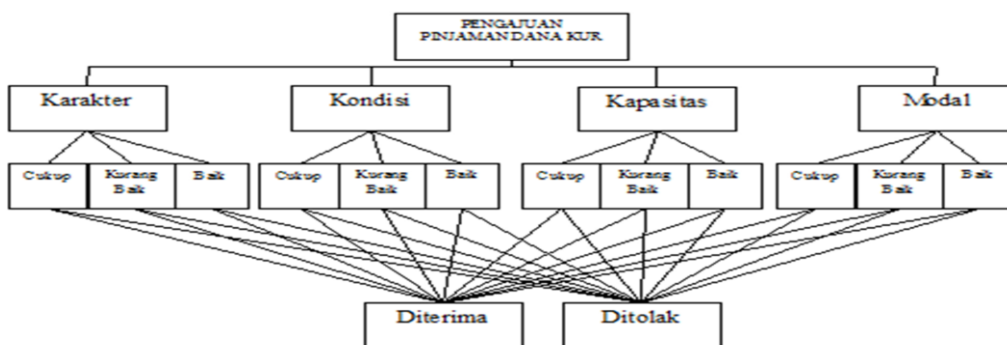 PENGAJUAN
PINJAMAN DANA KUR
Karakter Kondisi Kapasitas Modal
Cukup Kurang Baik Baik Cukup Kurang Baik Baik Cukup Kurang Baik Baik Cukup Kurang Baik Baik
Diterima Ditolak